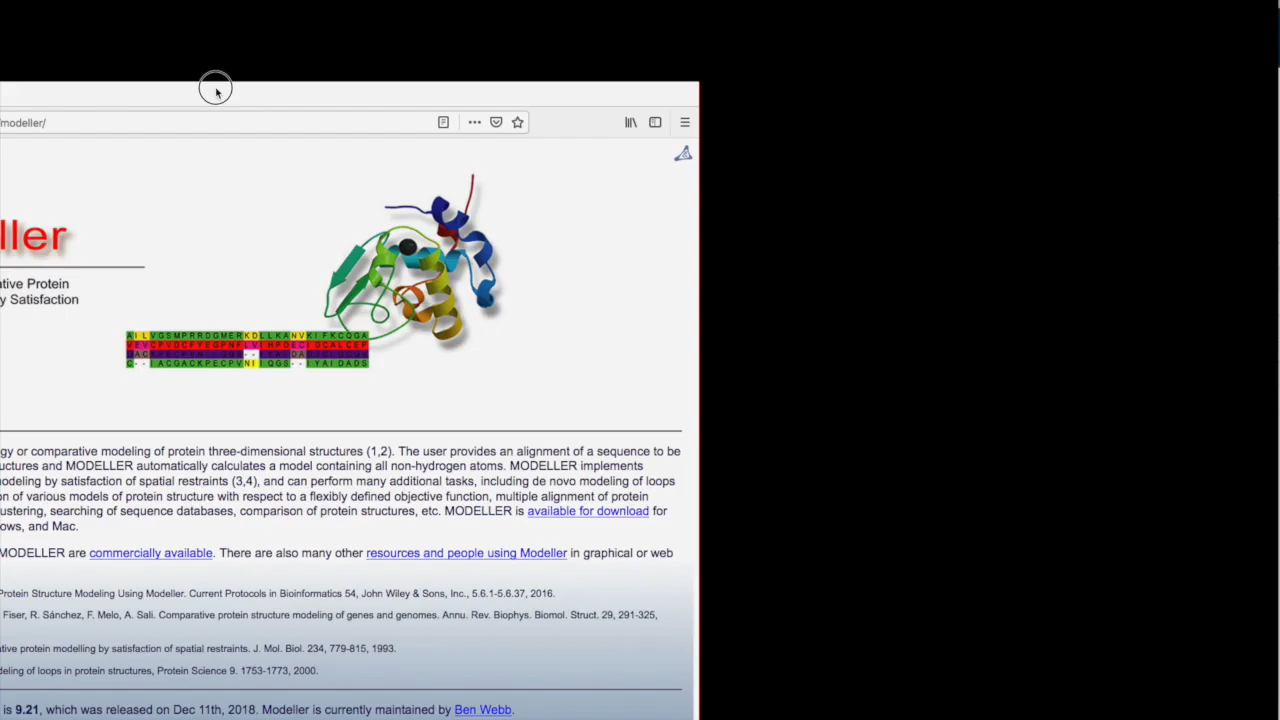 modeller/
ller
ative Protein
y Satisfaction
AILVGSMPRRDGMERKDLLKANVKIFKCQGA
VEVCPVDCFYEGPNFLVIHPDECIDCALCEP
C--IACGACKPECPVNIIQGS--IYAIDADS
gy or comparative modeling of protein three-dimensional structures (1,2). The user provides an alignment of a sequence to be
uctures and MODELLER automatically calculates a model containing all non-hydrogen atoms. MODELLER implements
nodeling by satisfaction of spatial restraints (3,4), and can perform many additional tasks, including de novo modeling of loops
on of various models of protein structure with respect to a flexibly defined objective function, multiple alignment of protein
ustering, searching of sequence databases, comparison of protein structures, etc. MODELLER is available for download for
ows, and Mac.
MODELLER are commercially available. There are also many other resources and people using Modeller in graphical or web
Protein Structure Modeling Using Modeller. Current Protocols in Bioinformatics 54, John Wiley & Sons, Inc., 5.6.1-5.6.37, 2016.
Fiser, R. Sánchez, F. Melo, A. Sali. Comparative protein structure modeling of genes and genomes. Annu. Rev. Biophys. Biomol. Struct. 29, 291-325,
ative protein modelling by satisfaction of spatial restraints. J. Mol. Biol. 234, 779-815, 1993.
deling of loops in protein structures, Protein Science 9. 1753-1773, 2000.
is 9.21, which was released on Dec 11th, 2018. Modeller is currently maintained by Ben Webb.